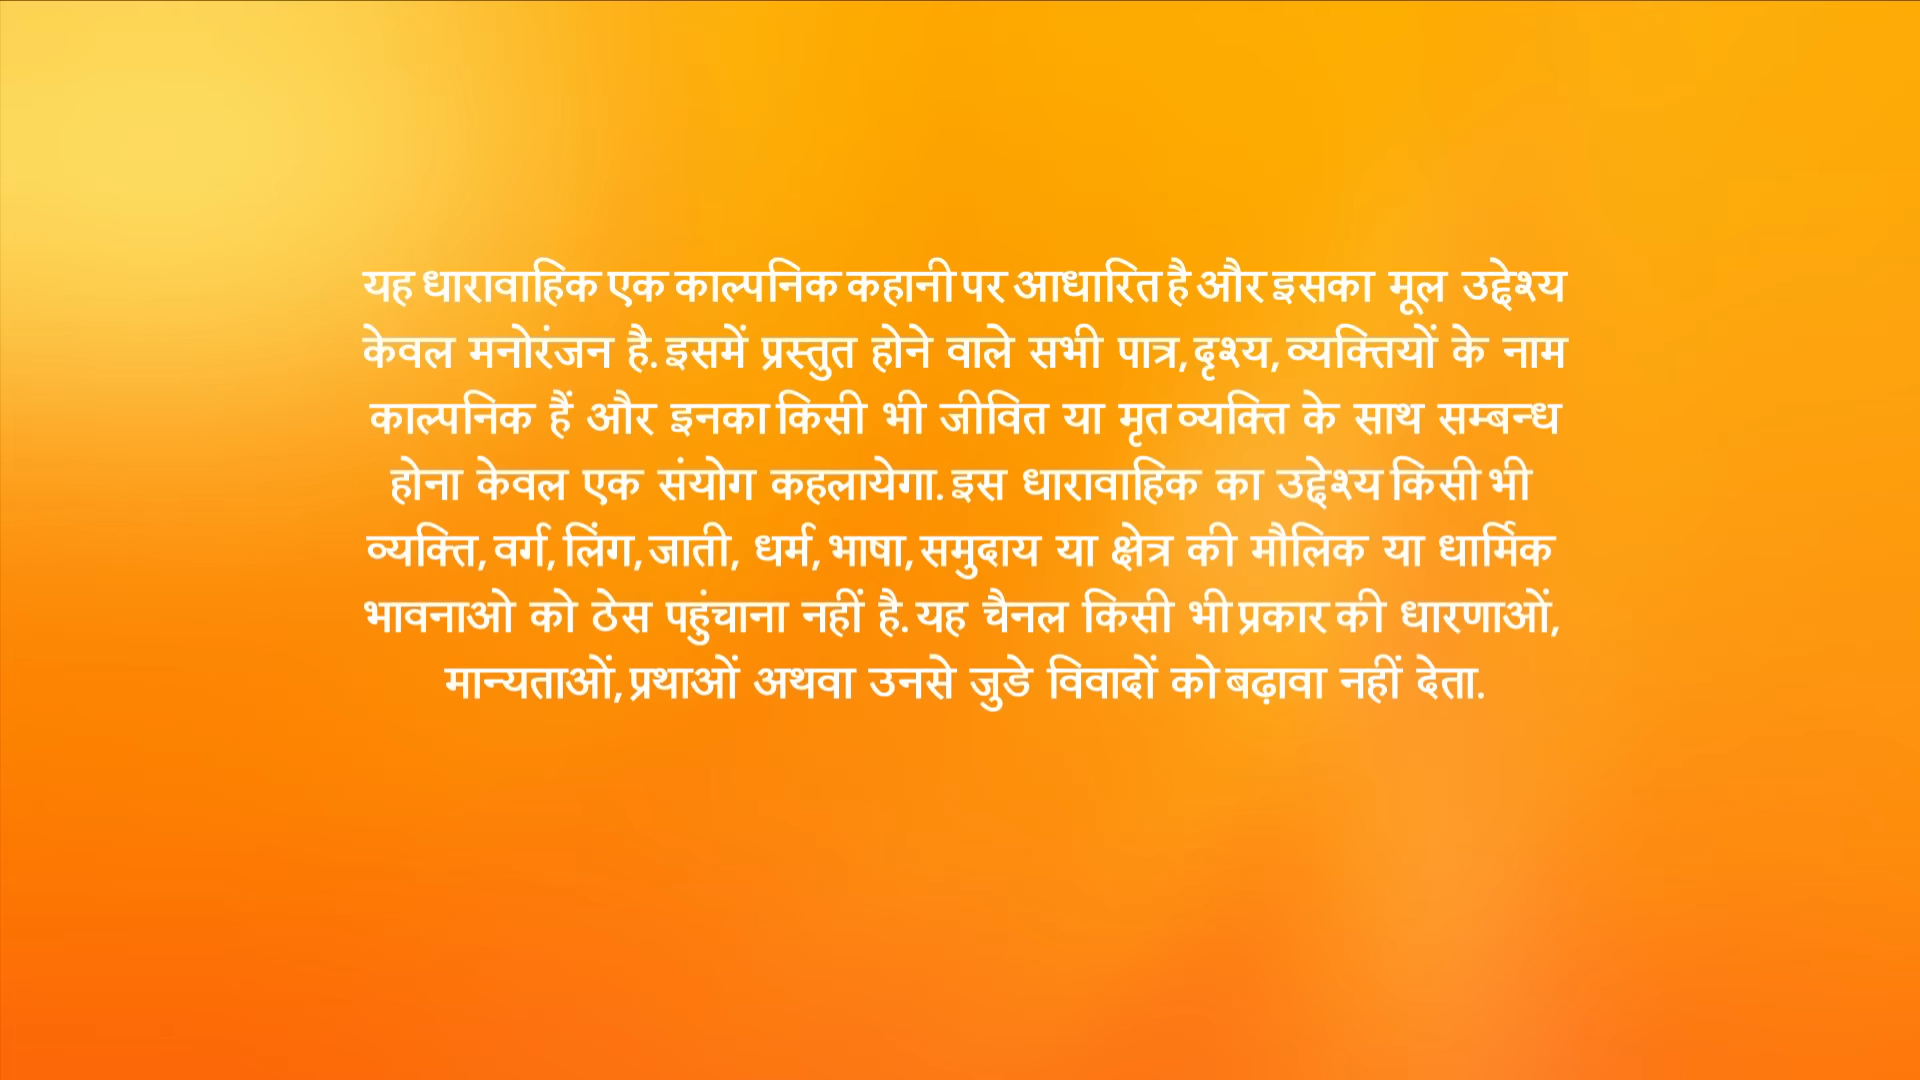 यह धारावाहिक एक काल्पनिक कहानी पर आधारित है और इसका मूल उद्देश्य
केवल मनोरंजन है. इसमें प्रस्तुत होने वाले सभी पात्र, दृश्य, व्यक्तियों के नाम
काल्पनिक हैं और इनका किसी भी जीवित या मृत व्यक्ति के साथ सम्बन्ध
होना केवल एक संयोग कहलायेगा. इस धारावाहिक का उद्देश्य किसी भी
व्यक्ति, वर्ग, लिंग, जाती, धर्म, भाषा, समुदाय या क्षेत्र की मौलिक या धार्मिक
भावनाओ को ठेस पहुंचाना नहीं है. यह चैनल किसी भी प्रकार की धारणाओं,
मान्यताओं, प्रथाओं अथवा उनसे जुडे विवादों को बढ़ावा नहीं देता.